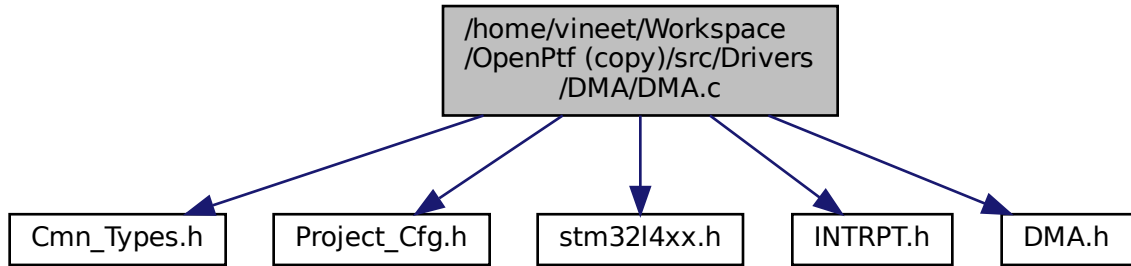 /home/vineet/Workspace
/OpenPtf (copy)/src/Drivers
/DMA/DMA.c
Cmn_Types.h
Project_Cfg.h
stm32l4xx.h
INTRPT.h
DMA.h